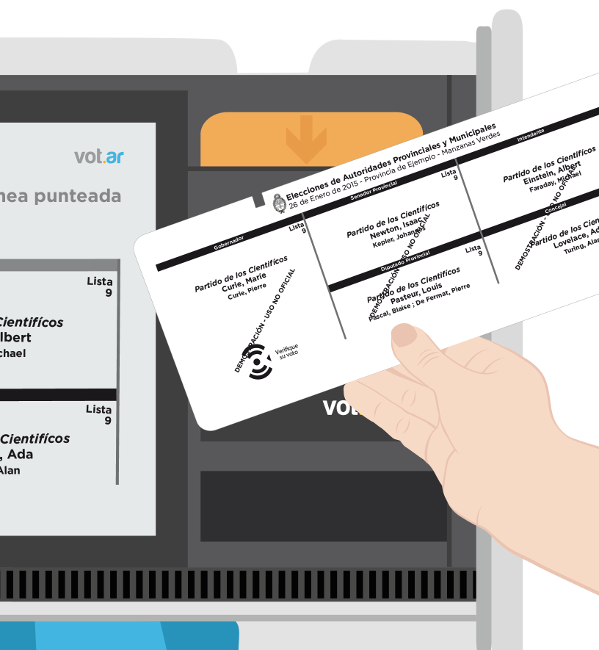 vot.ar
nea punteada
Lista
9
Científicos
lbert
chael
Lista
9
Científicos
, Ada
Alan
Elecciones de Autoridades Provinciales y Municipales
26 de Enero de 2015 - Provincia de Ejemplo - Manzanas Verdes
Gobernador
Lista
9
Partido de los Científicos
Curie, Marie
Curie, Pierre
DEMOSTRACIÓN - USO NO OFICIAL
Verifique
su voto
Senador Provincial
Lista
9
Partido de los Científicos
Newton, Isaac
Kepler, Johannes
Diputado Provincial
Lista
9
Partido de los Científicos
Pasteur, Louis
Pascal, Blaise ; De Fermat, Pierre
DEMOSTRACIÓN - USO NO OFICIAL
Intendente
Partido de los Científicos
Einstein, Albert
Faraday, Michael
Concejal
Partido de los Científicos
Lovelace, Ada
Turing, Alan
DEMOSTRACIÓN - USO NO OFICIAL
vot